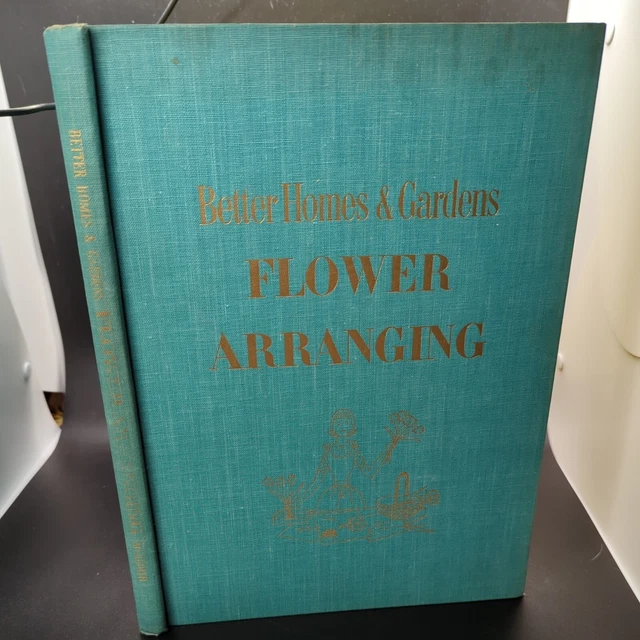 Better Homes & Gardens
FLOWER
ARRANGING
BETTER HOMES & GARDENS